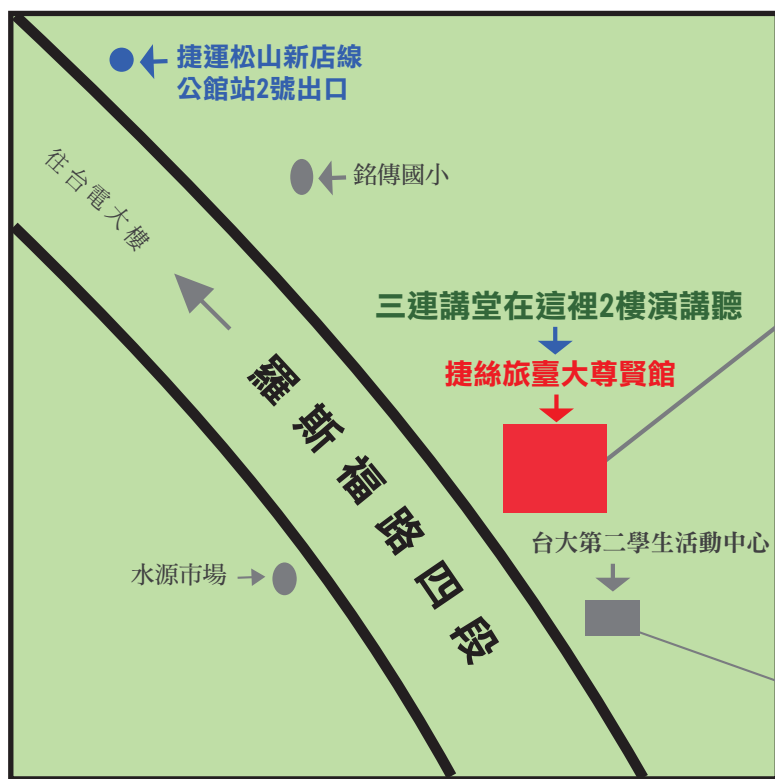 捷運松山新店線
公館站2號出口
銘傳國小
往台電大樓
三連講堂在這裡2樓演講聽
捷絲旅臺大尊賢館
羅斯福路四段
台大第二學生活動中心
水源市場